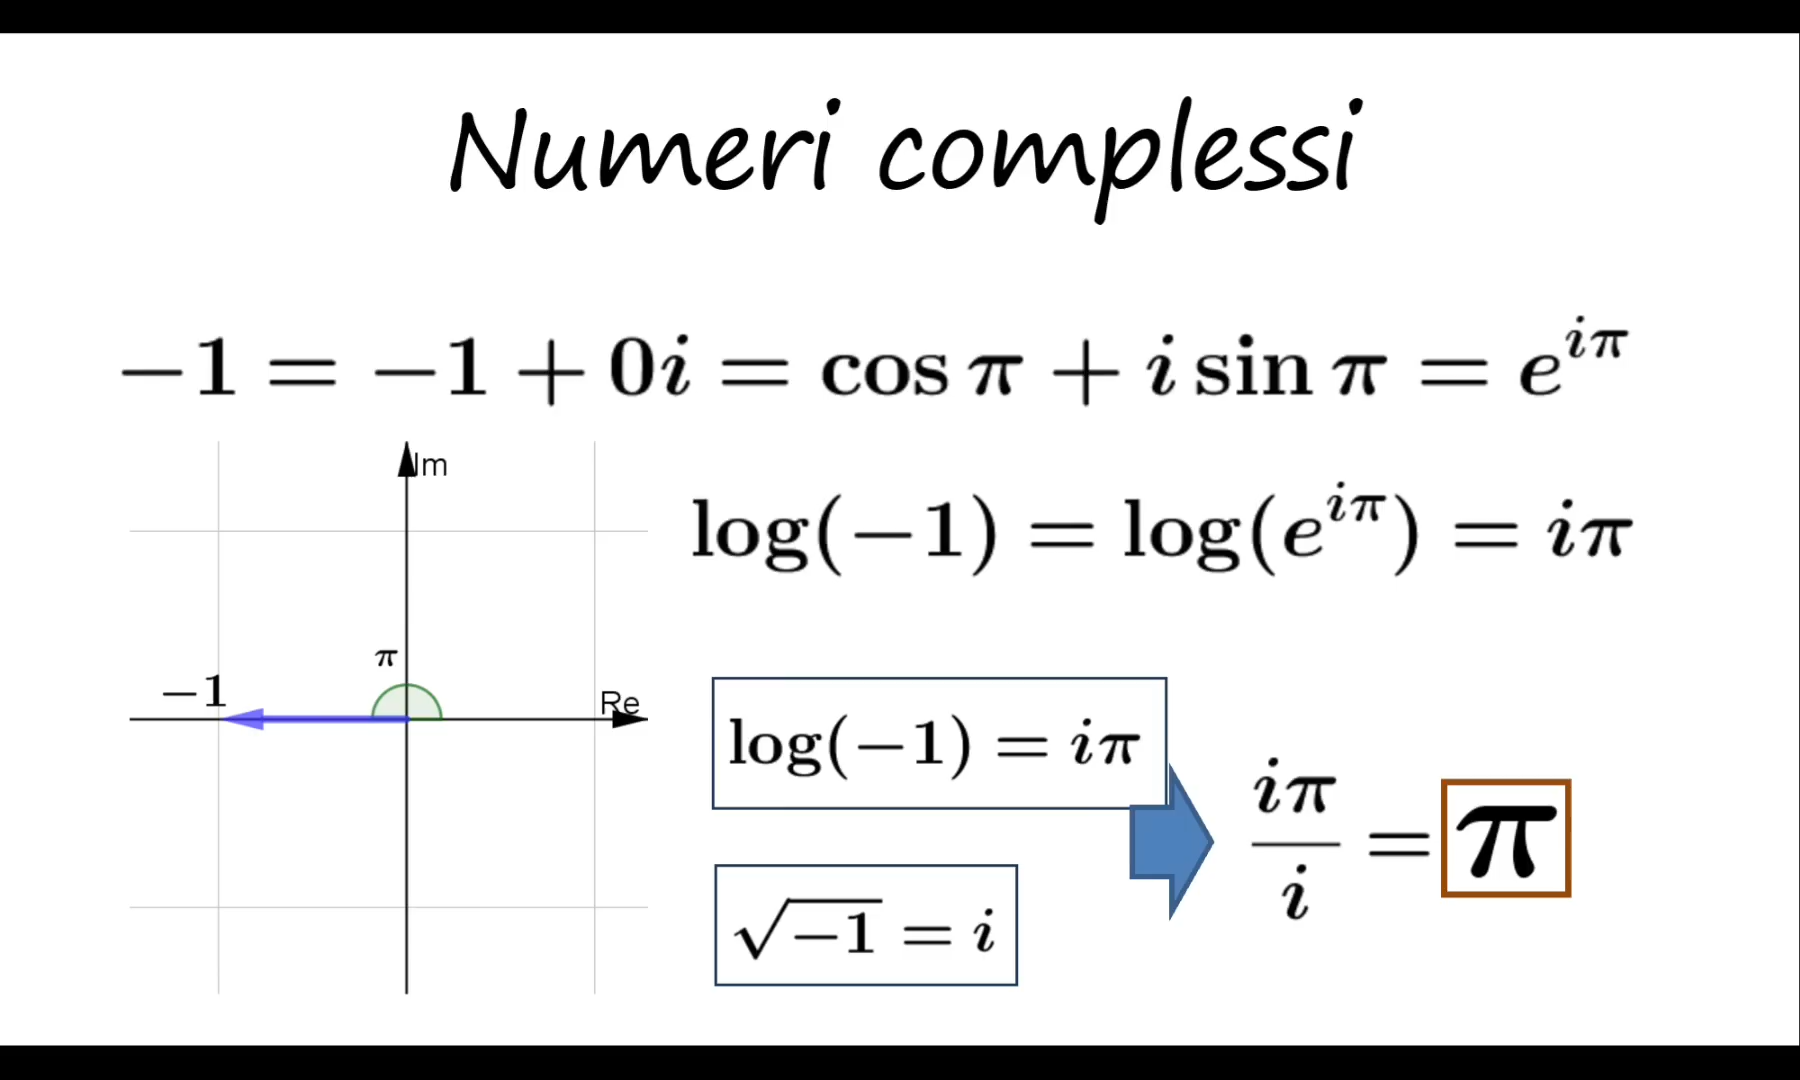 Numeri complessi
−1 = −1 + 0i = cos π + i sin π = e^{iπ}
Im
log(−1) = log(e^{iπ}) = iπ
π
−1
Re
log(−1) = iπ
√−1 = i
iπ/i = π